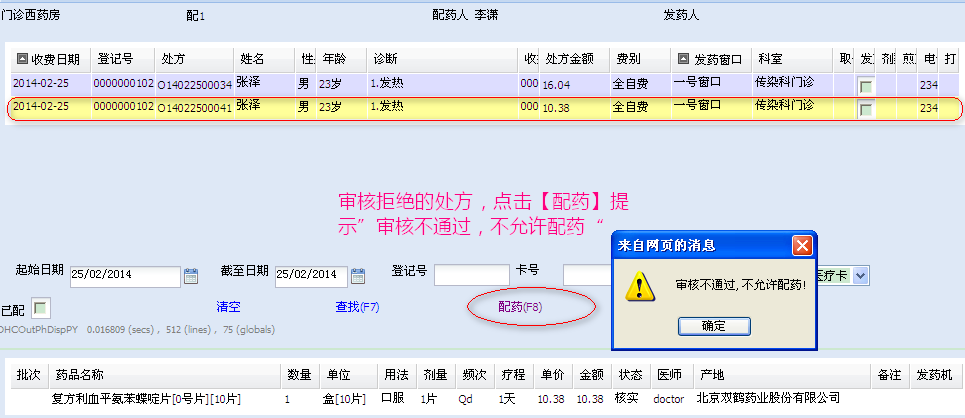 门诊西药房 配1 配药人 李潇 发药人
收费日期 登记号 处方 姓名 性 年龄 诊断 收 处方金额 费别 发药窗口 科室 取 发 剂 煎 电 打
2014-02-25 0000000102 O14022500034 张泽 男 23岁 1.发热 000 16.04 全自费 一号窗口 传染科门诊 234
2014-02-25 0000000102 O14022500041 张泽 男 23岁 1.发热 000 10.38 全自费 一号窗口 传染科门诊 234
审核拒绝的处方，点击【配药】提
示”审核不通过，不允许配药“
来自网页的消息
审核不通过, 不允许配药!
确定
起始日期 25/02/2014 截至日期 25/02/2014 登记号 卡号 医疗卡
已配 清空 查找(F7) 配药(F8)
DHCOutPhDispPY 0.016809 (secs) , 512 (lines) , 75 (globals)
批次 药品名称 数量 单位 用法 剂量 频次 疗程 单价 金额 状态 医师 产地 备注 发药机
复方利血平氨苯蝶啶片[0号片][10片] 1 盒[10片] 口服 1片 Qd 1天 10.38 10.38 核实 doctor 北京双鹤药业股份有限公司